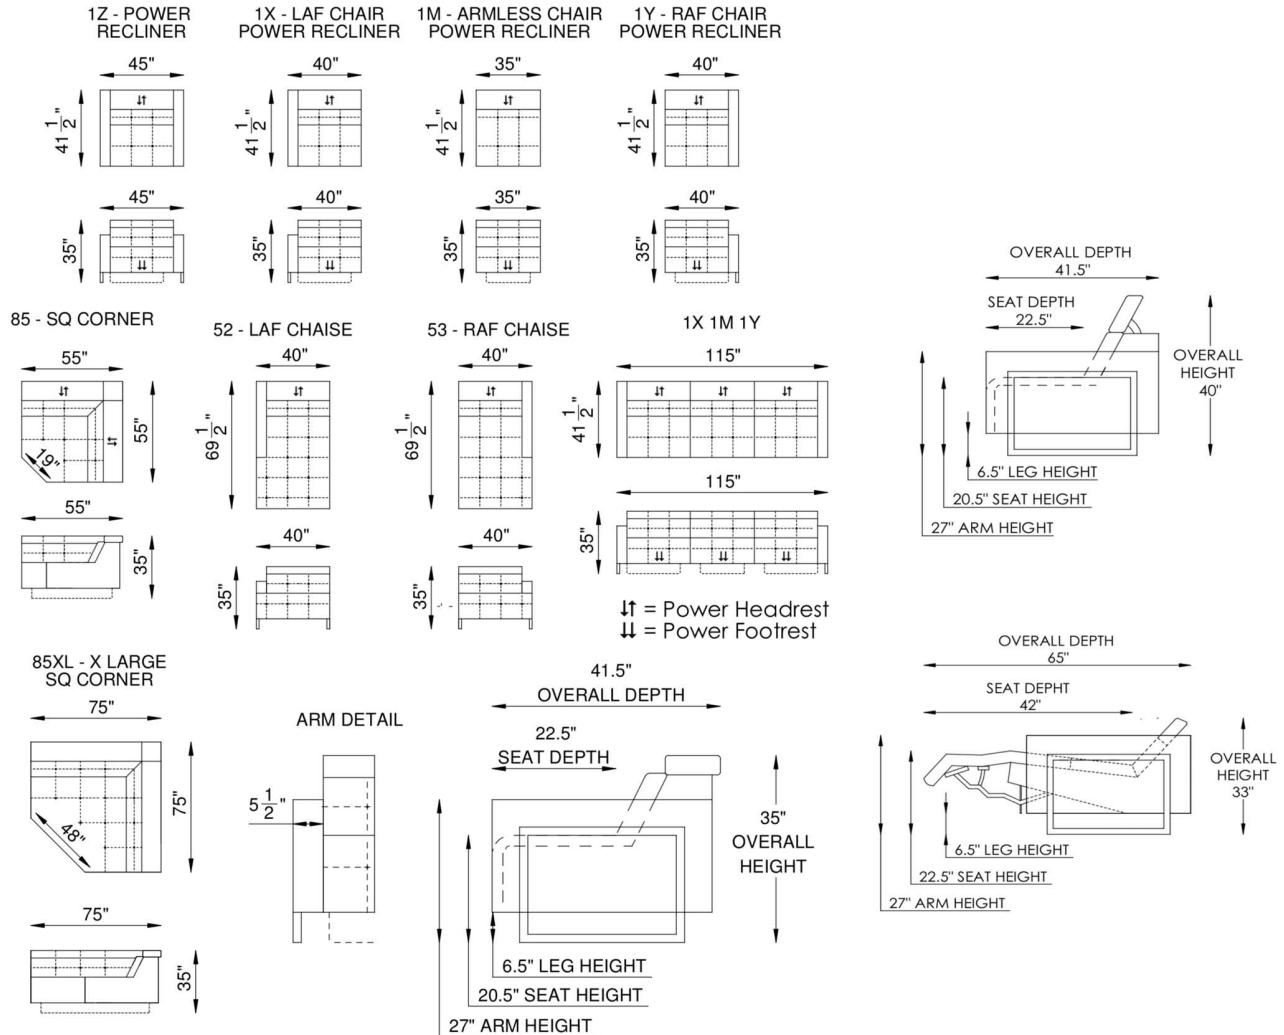 1Z - POWER
RECLINER
1X - LAF CHAIR
POWER RECLINER
1M - ARMLESS CHAIR
POWER RECLINER
1Y - RAF CHAIR
POWER RECLINER
45"
40"
35"
40"
41 1/2"
41 1/2"
41 1/2"
41 1/2"
45"
40"
35"
40"
35"
35"
35"
35"
85 - SQ CORNER
52 - LAF CHAISE
53 - RAF CHAISE
1X 1M 1Y
55"
40"
40"
115"
55"
19"
69 1/2"
69 1/2"
41 1/2"
55"
40"
40"
115"
35"
35"
35"
35"
↓↑ = Power Headrest
↓↓ = Power Footrest
OVERALL DEPTH
41.5"
SEAT DEPTH
22.5"
OVERALL
HEIGHT
40"
6.5" LEG HEIGHT
20.5" SEAT HEIGHT
27" ARM HEIGHT
85XL - X LARGE
SQ CORNER
75"
75"
48"
75"
35"
ARM DETAIL
5 1/2"
41.5"
OVERALL DEPTH
22.5"
SEAT DEPTH
35"
OVERALL
HEIGHT
6.5" LEG HEIGHT
20.5" SEAT HEIGHT
27" ARM HEIGHT
OVERALL DEPTH
65"
SEAT DEPHT
42"
OVERALL
HEIGHT
33"
6.5" LEG HEIGHT
22.5" SEAT HEIGHT
27" ARM HEIGHT